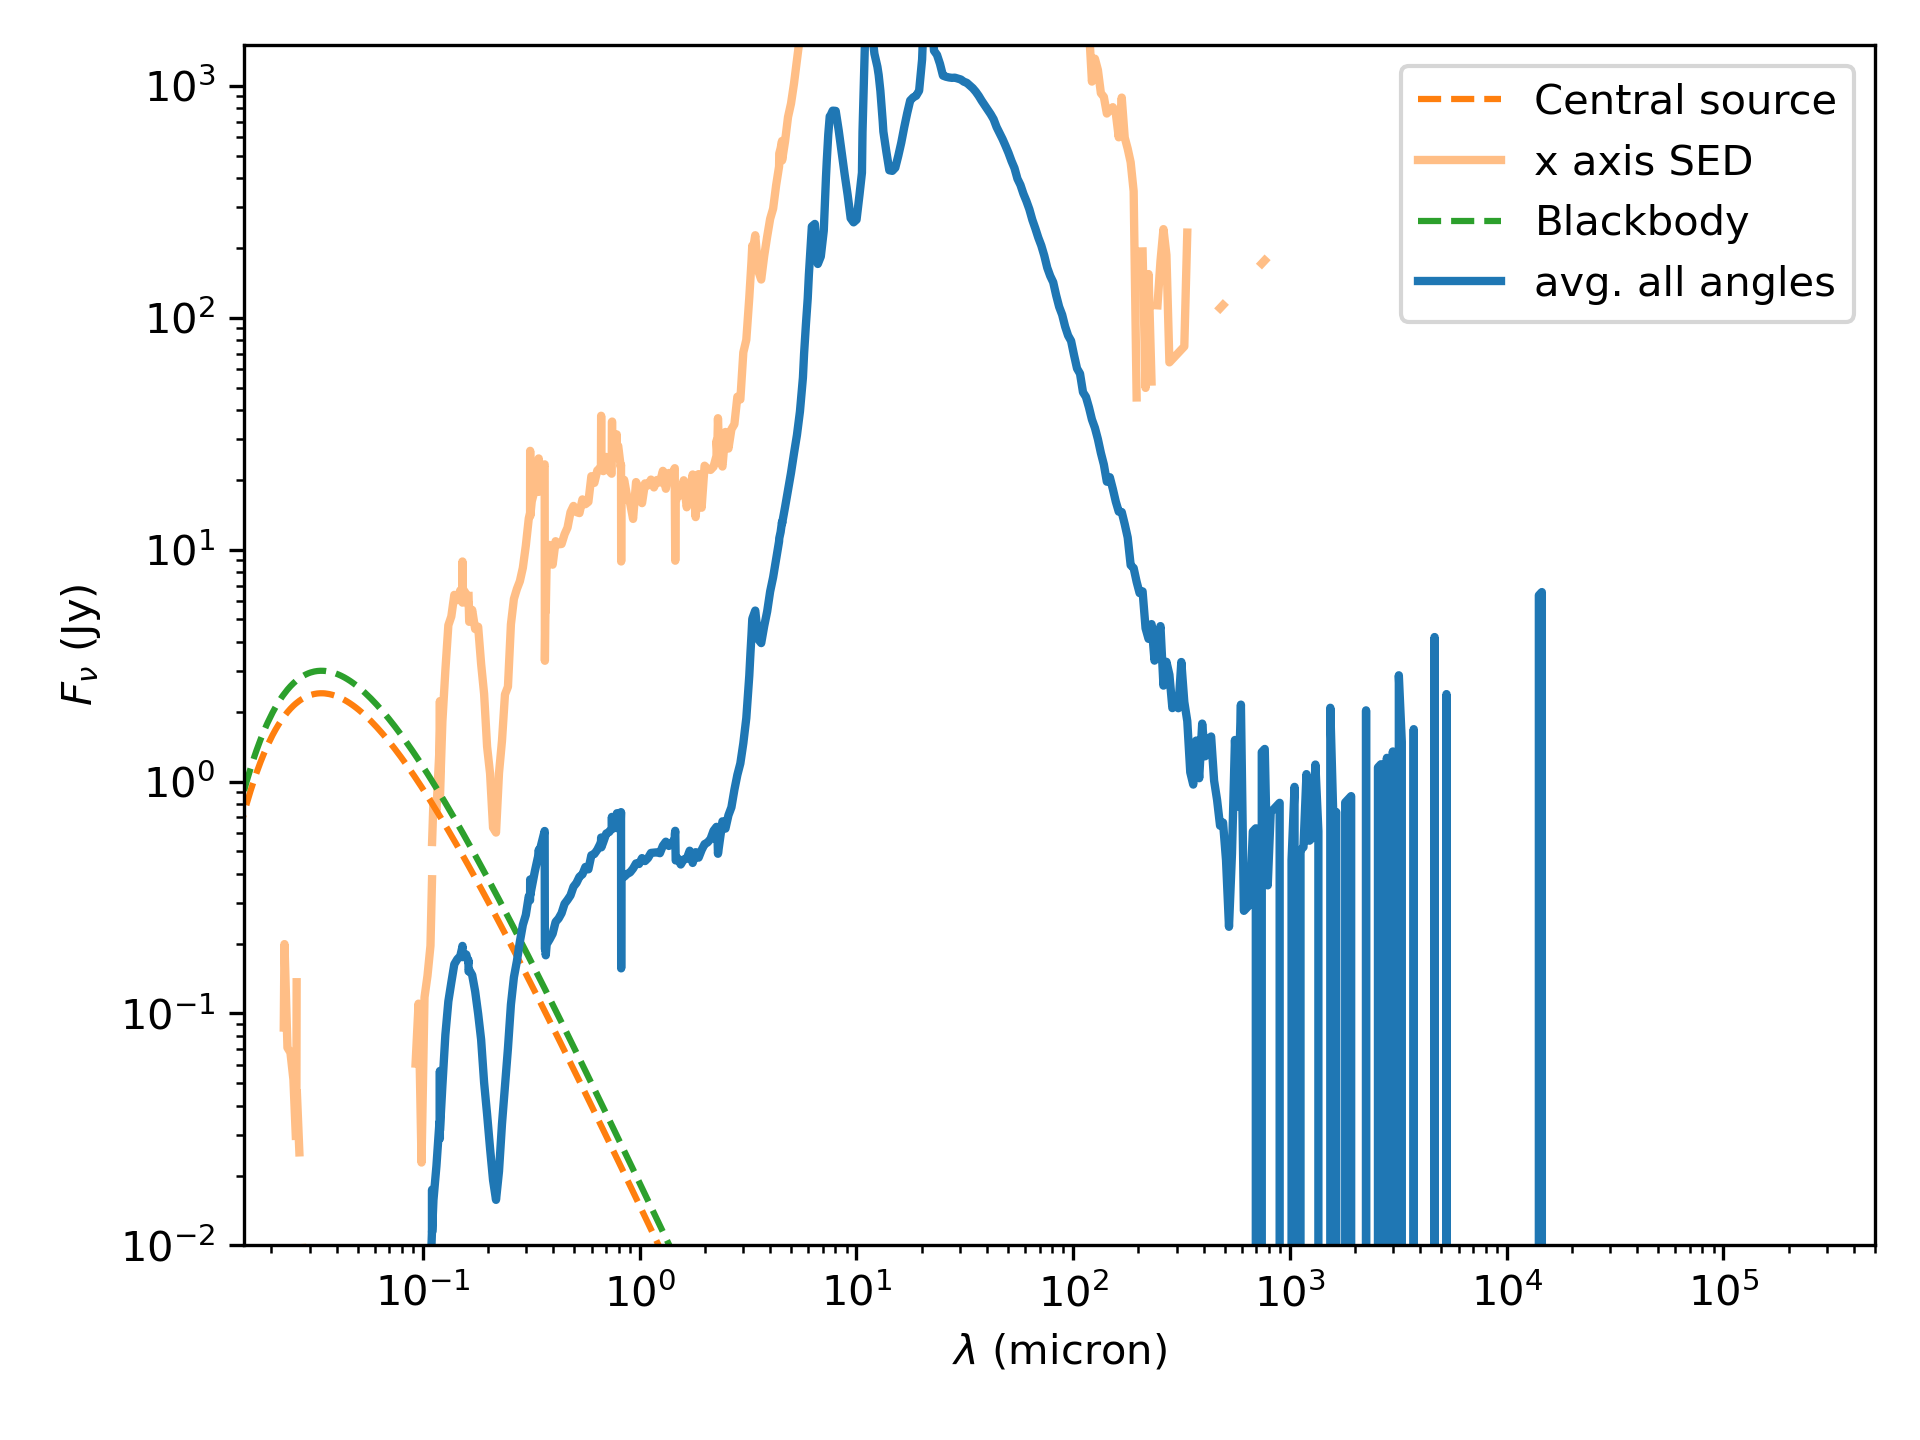 10³
10²
10¹
10⁰
10⁻¹
10⁻²
F_ν (Jy)
10⁻¹
10⁰
10¹
10²
10³
10⁴
10⁵
λ (micron)
Central source
x axis SED
Blackbody
avg. all angles